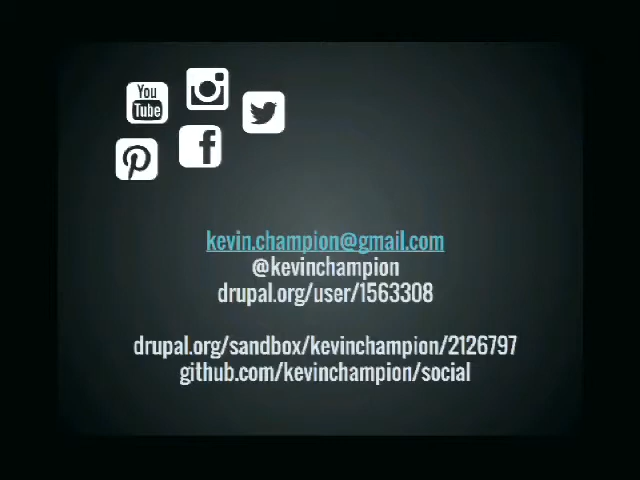 You
Tube
kevin.champion@gmail.com
@kevinchampion
drupal.org/user/1563308
drupal.org/sandbox/kevinchampion/2126797
github.com/kevinchampion/social